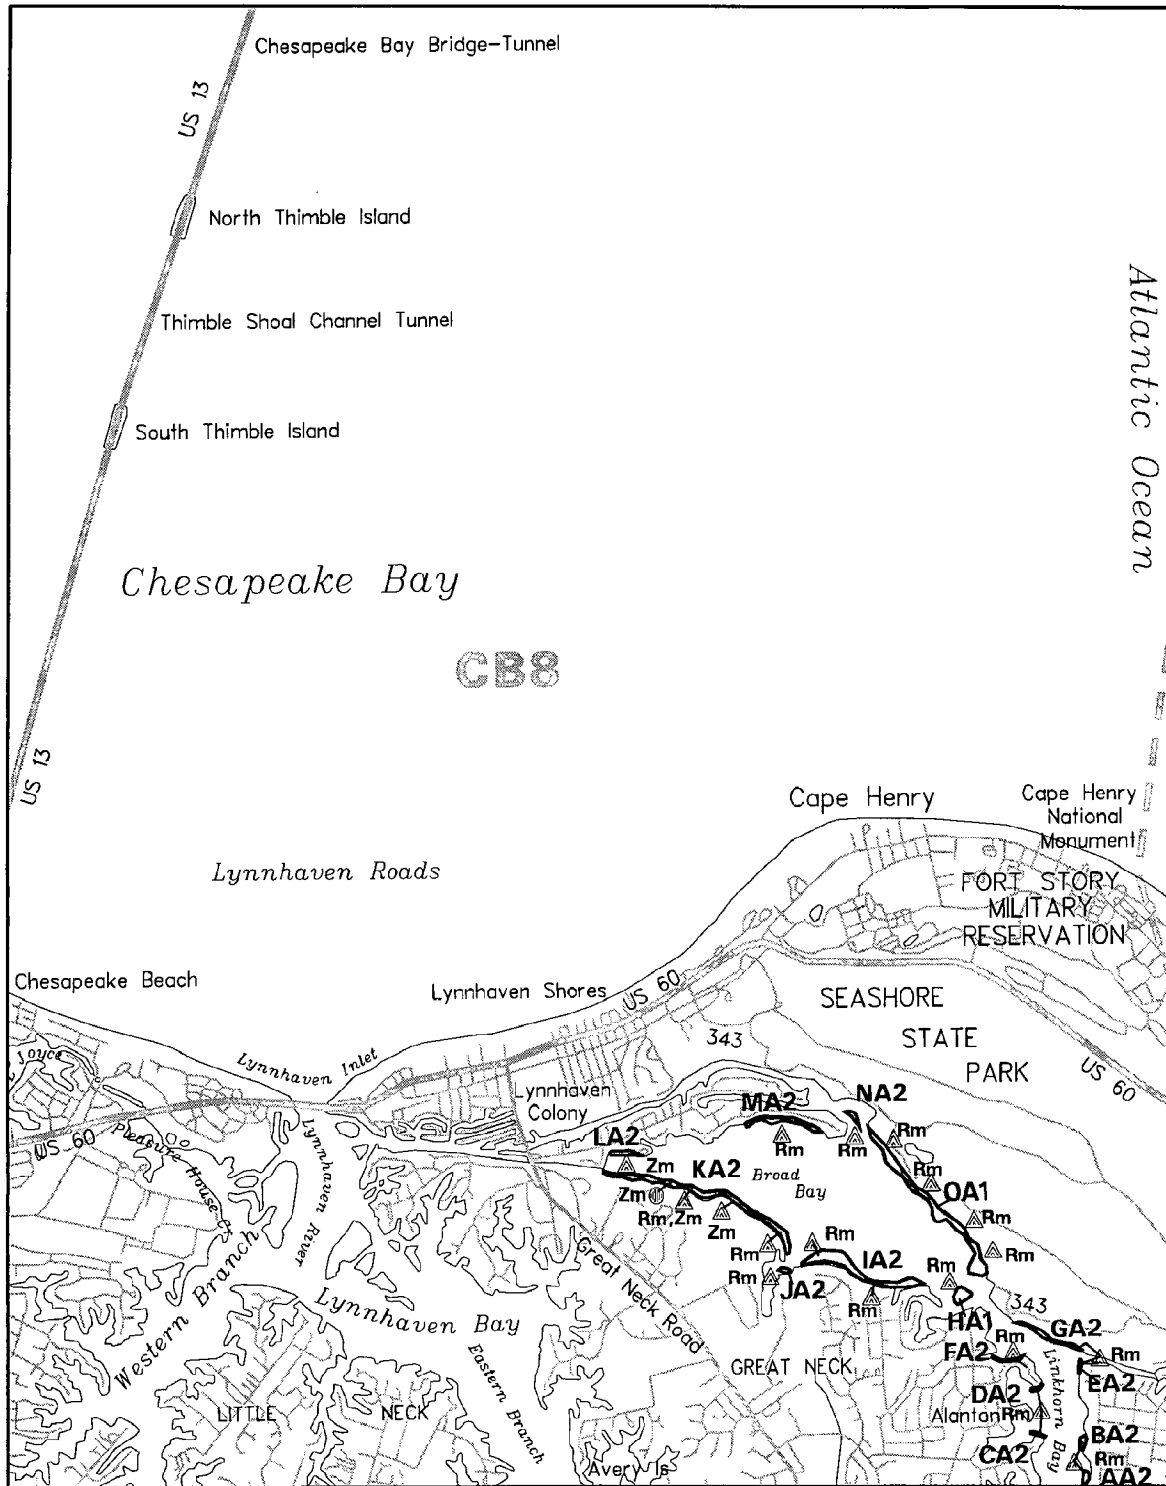 Chesapeake Bay Bridge-Tunnel
US 13
North Thimble Island
Thimble Shoal Channel Tunnel
South Thimble Island
Atlantic Ocean
Chesapeake Bay
CB8
US 13
Cape Henry
Cape Henry
National
Monument
Lynnhaven Roads
FORT STORY
MILITARY
RESERVATION
Chesapeake Beach
Lynnhaven Shores
US 60
SEASHORE
STATE
PARK
343
US 60
Joyce
Lynnhaven Inlet
Lynnhaven
Colony
MA2
NA2
US 60
Pleasure House Cr
Lynnhaven River
LA2
Rm
Rm
Rm
Zm
KA2
Broad
Bay
Rm
Zm
OA1
Rm,Zm
Zm
Rm
Rm
Rm
Rm
IA2
Great Neck Road
Rm
Rm
JA2
Rm
HA1
343
Western Branch
Lynnhaven Bay
Eastern Branch
GREAT NECK
Rm
GA2
FA2
Rm
EA2
Linkhorn Bay
DA2
LITTLE
NECK
Alanton
Rm
BA2
CA2
Rm
Avery Is
AA2